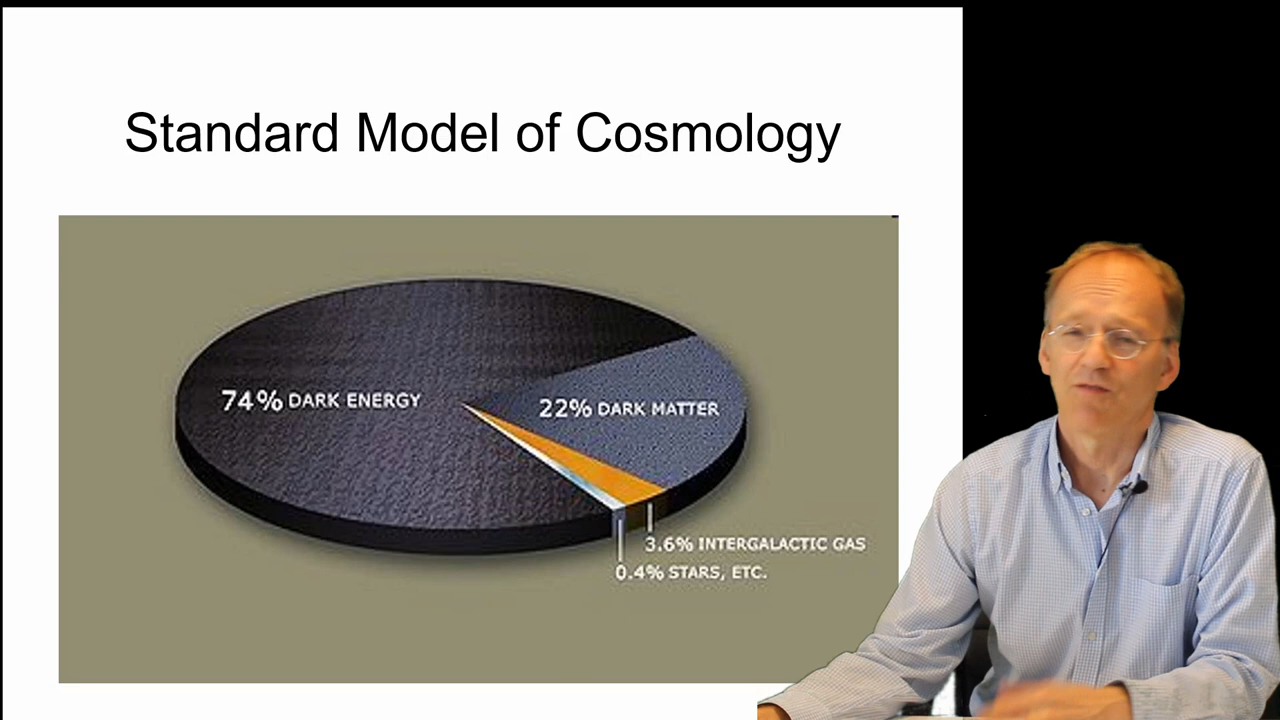 Standard Model of Cosmology
74% DARK ENERGY
22% DARK MATTER
3.6% INTERGALACTIC GAS
0.4% STARS, ETC.